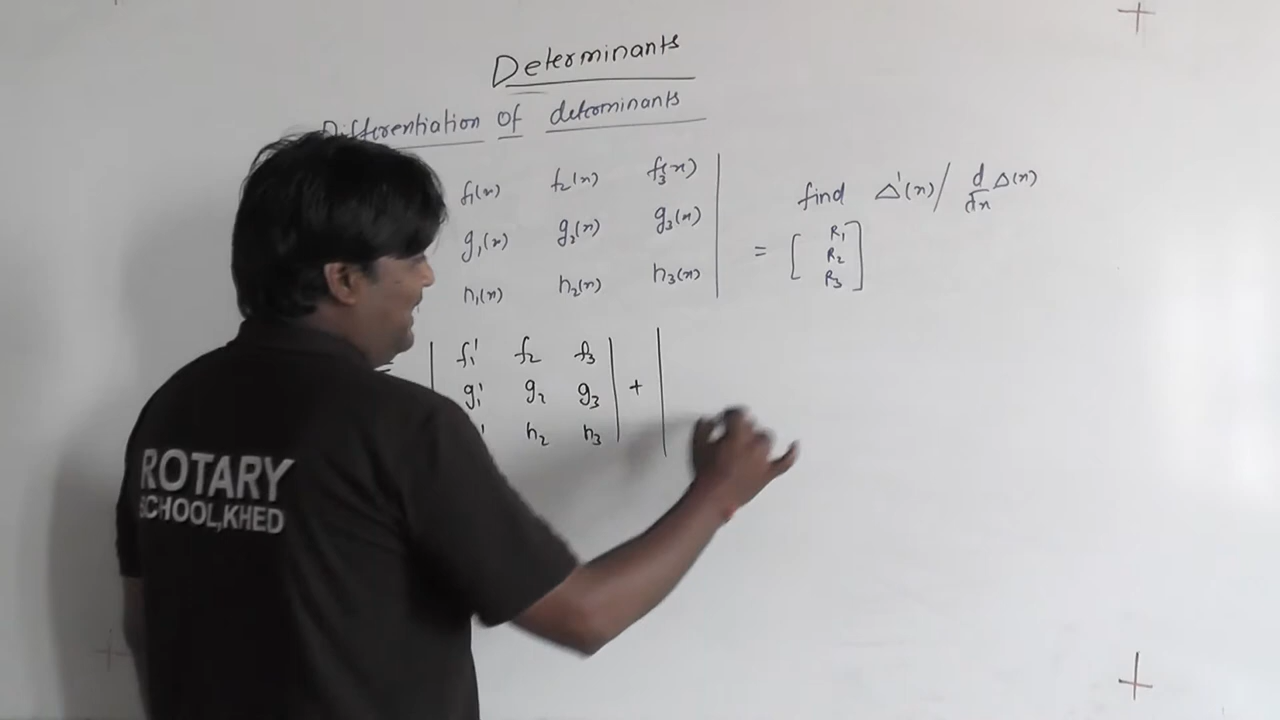 Determinants
Differentiation of determinants
f₁(x) f₂(x) f₃(x)
g₁(x) g₂(x) g₃(x)
h₁(x) h₂(x) h₃(x)
find Δ'(x) / d/dx Δ(x)
= [ R₁
R₂
R₃ ]
= | f₁' f₂ f₃ | + |
g₁' g₂ g₃
' h₂ h₃
ROTARY
SCHOOL,KHED